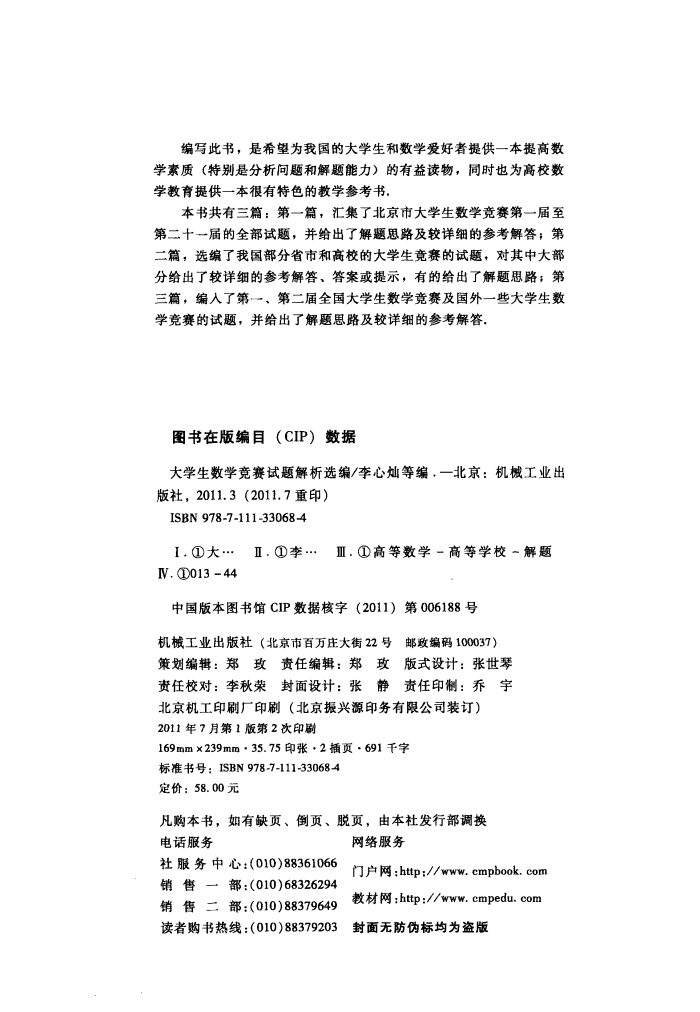 编写此书，是希望为我国的大学生和数学爱好者提供一本提高数
学素质（特别是分析问题和解题能力）的有益读物，同时也为高校数
学教育提供一本很有特色的教学参考书．
本书共有三篇：第一篇，汇集了北京市大学生数学竞赛第一届至
第二十一届的全部试题，并给出了解题思路及较详细的参考解答；第
二篇，选编了我国部分省市和高校的大学生竞赛的试题，对其中大部
分给出了较详细的参考解答、答案或提示，有的给出了解题思路；第
三篇，编入了第一、第二届全国大学生数学竞赛及国外一些大学生数
学竞赛的试题，并给出了解题思路及较详细的参考解答．
图书在版编目（CIP）数据
大学生数学竞赛试题解析选编/李心灿等编．—北京：机械工业出
版社，2011.3（2011.7重印）
ISBN 978-7-111-33068-4
Ⅰ．①大… Ⅱ．①李… Ⅲ．①高等数学－高等学校－解题
Ⅳ．①O13－44
中国版本图书馆CIP数据核字（2011）第006188号
机械工业出版社（北京市百万庄大街22号 邮政编码100037）
策划编辑：郑 玫 责任编辑：郑 玫 版式设计：张世琴
责任校对：李秋荣 封面设计：张 静 责任印制：乔 宇
北京机工印刷厂印刷（北京振兴源印务有限公司装订）
2011年7月第1版第2次印刷
169mm×239mm·35.75印张·2插页·691千字
标准书号：ISBN 978-7-111-33068-4
定价：58.00元
凡购本书，如有缺页、倒页、脱页，由本社发行部调换
电话服务 网络服务
社服务中心：(010)88361066
门户网：http://www.cmpbook.com
销售一部：(010)68326294
教材网：http://www.cmpedu.com
销售二部：(010)88379649
读者购书热线：(010)88379203 封面无防伪标均为盗版